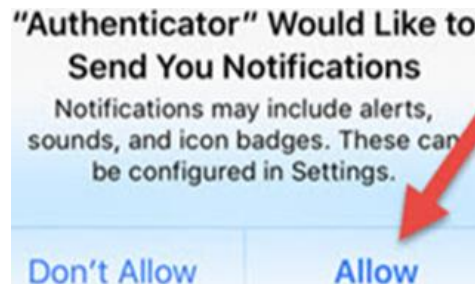 "Authenticator" Would Like to
Send You Notifications
Notifications may include alerts,
sounds, and icon badges. These can
be configured in Settings.
Don't Allow
Allow